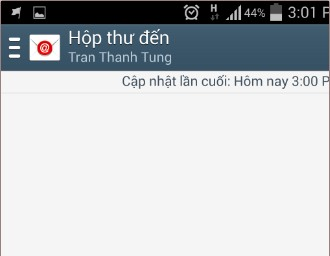 H 44% 3:01 P
Hộp thư đến
Tran Thanh Tung
Cập nhật lần cuối: Hôm nay 3:00 P